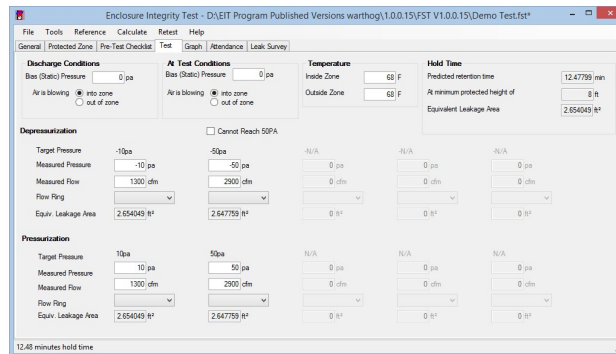 Enclosure Integrity Test - D:\EIT Program Published Versions warthog\1.0.0.15\FST V1.0.0.15\Demo Test.fst*
File Tools Reference Calculate Retest Help
General Protected Zone Pre-Test Checklist Test Graph Attendance Leak Survey
Discharge Conditions At Test Conditions Temperature Hold Time
Bias (Static) Pressure 0 pa Bias (Static) Pressure 0 pa Inside Zone 68 F Predicted retention time 12.47799 min
Air is blowing into zone Air is blowing into zone Outside Zone 68 F At minimum protected height of 8 ft
out of zone out of zone Equivalent Leakage Area 2.654049 ft²
Depressurization Cannot Reach 50PA
Target Pressure -10pa -50pa -N/A -N/A -N/A
Measured Pressure -10 pa -50 pa 0 pa 0 pa 0 pa
Measured Flow 1300 cfm 2900 cfm 0 cfm 0 cfm 0 cfm
Flow Ring
Equiv. Leakage Area 2.654049 ft² 2.647759 ft² 0 ft² 0 ft² 0 ft²
Pressurization
Target Pressure 10pa 50pa N/A N/A N/A
Measured Pressure 10 pa 50 pa 0 pa 0 pa 0 pa
Measured Flow 1300 cfm 2900 cfm 0 cfm 0 cfm 0 cfm
Flow Ring
Equiv. Leakage Area 2.654049 ft² 2.647759 ft² 0 ft² 0 ft² 0 ft²
12.48 minutes hold time